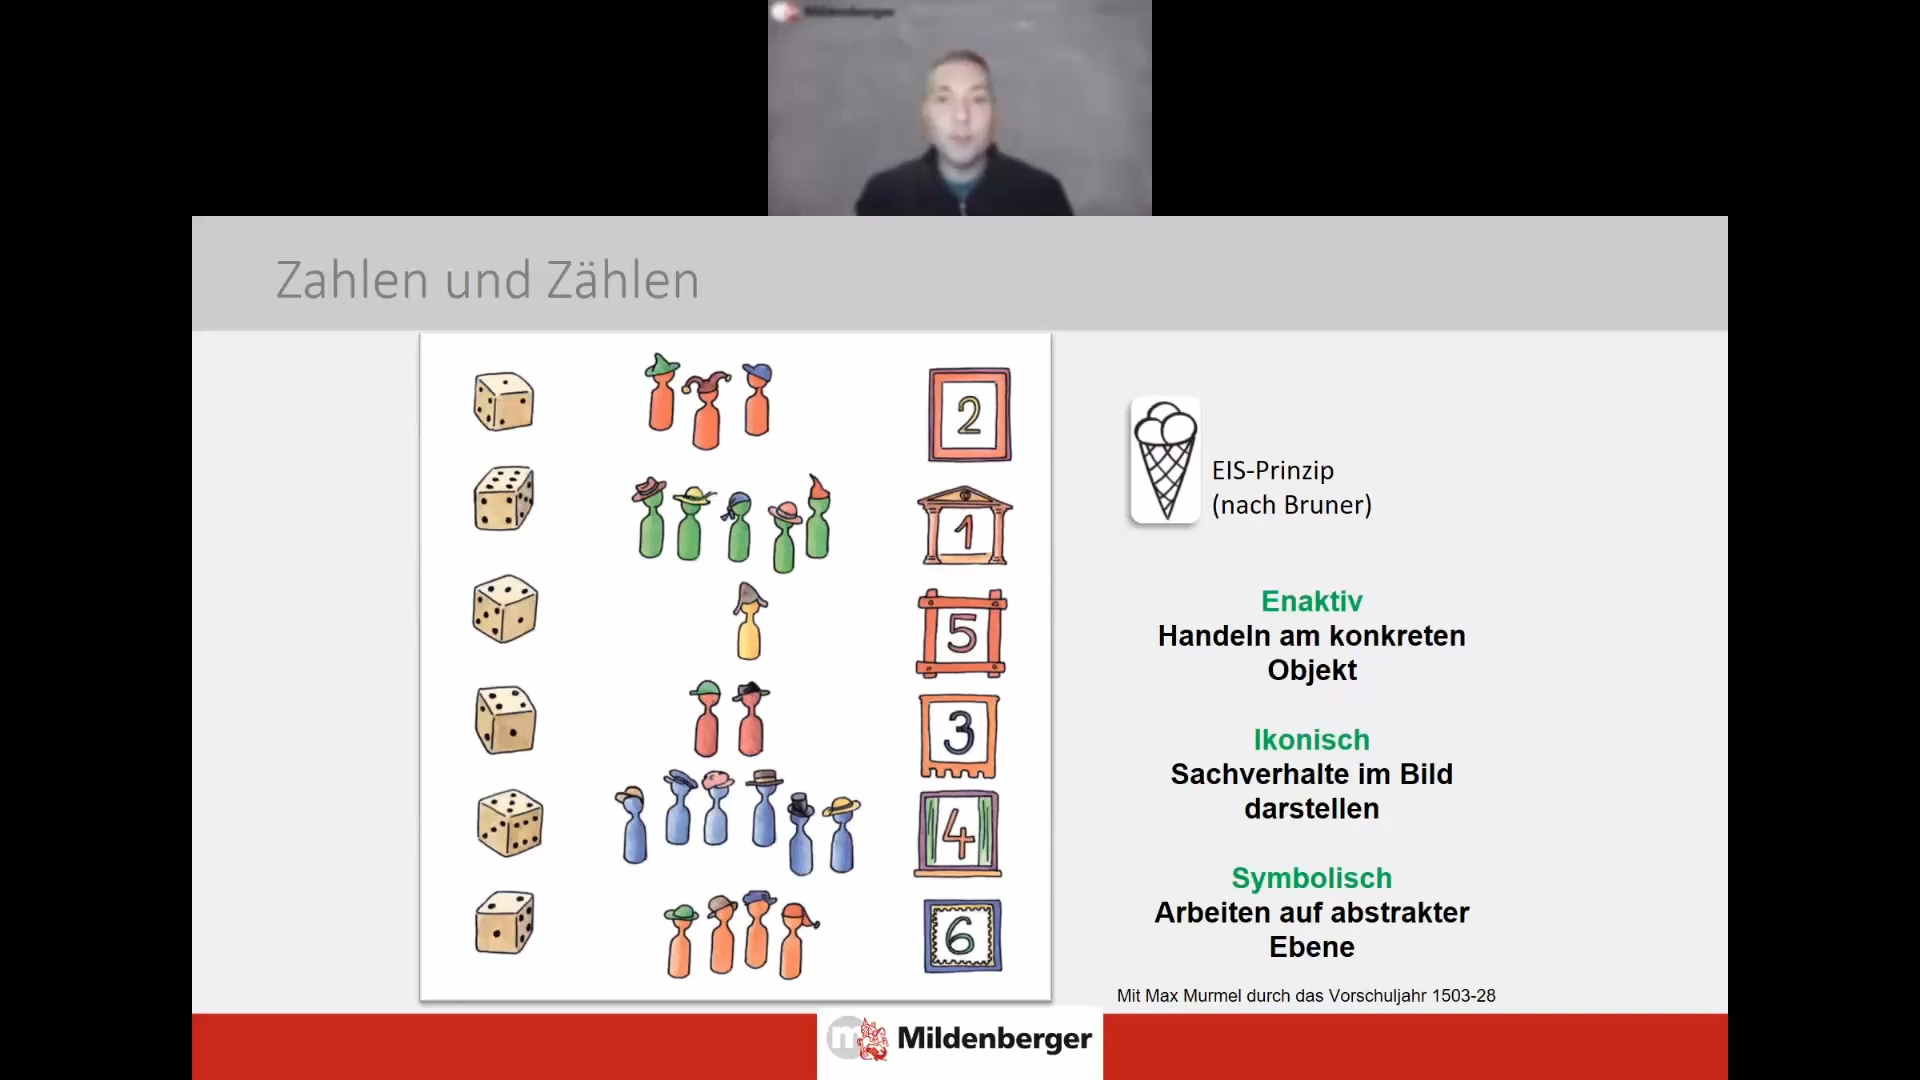 Mildenberger
Zahlen und Zählen
2
1
5
3
4
6
EIS-Prinzip
(nach Bruner)
Enaktiv
Handeln am konkreten
Objekt
Ikonisch
Sachverhalte im Bild
darstellen
Symbolisch
Arbeiten auf abstrakter
Ebene
Mit Max Murmel durch das Vorschuljahr 1503-28
m Mildenberger